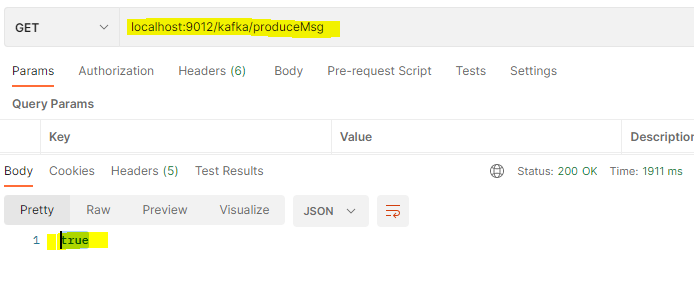 GET localhost:9012/kafka/produceMsg
Params Authorization Headers (6) Body Pre-request Script Tests Settings
Query Params
Key Value Description
Body Cookies Headers (5) Test Results Status: 200 OK Time: 1911 ms
Pretty Raw Preview Visualize JSON
1 true